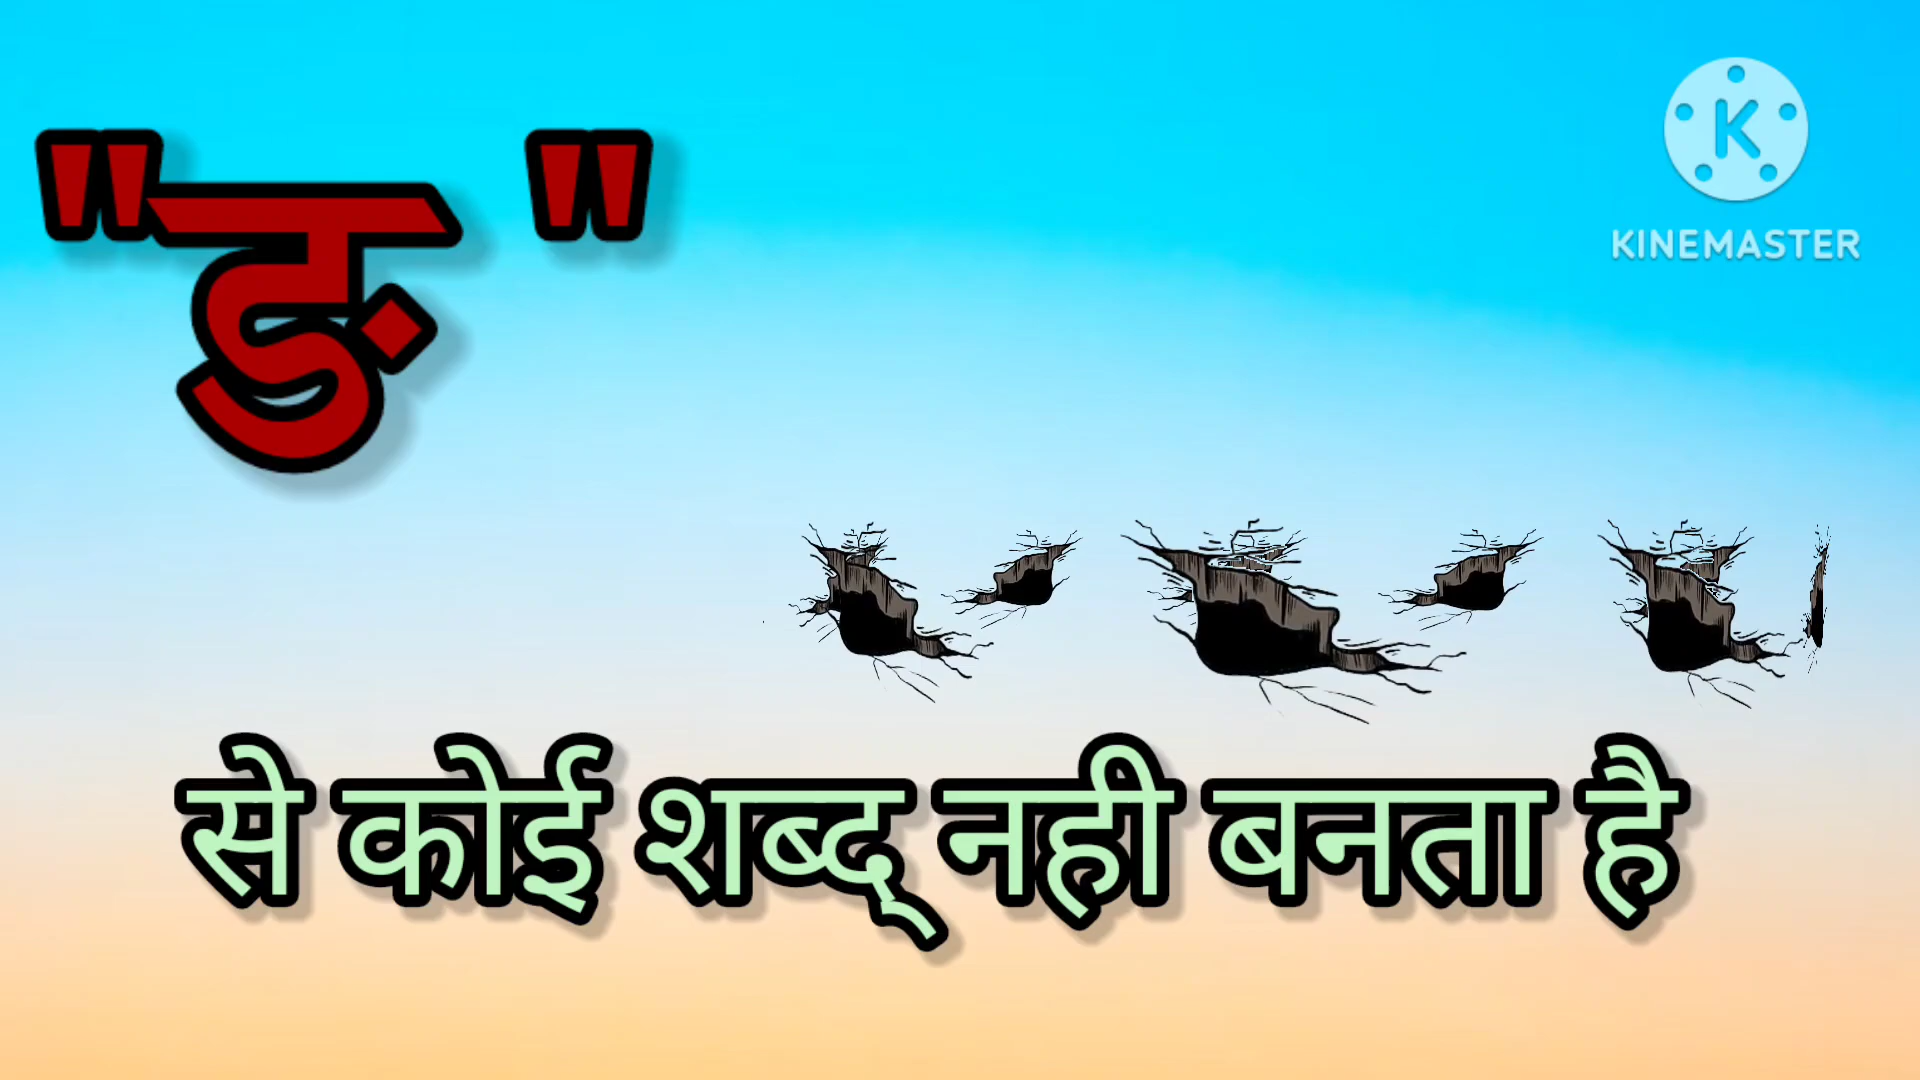 "ङ "
KINEMASTER
से कोई शब्द् नही बनता है